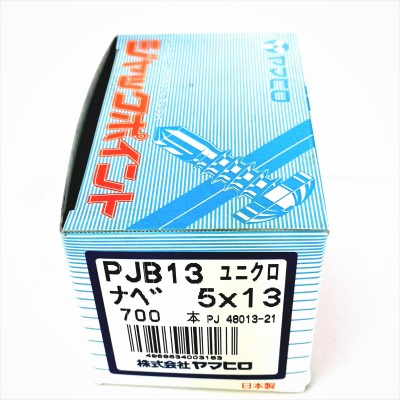 ヤマヒロ
ジャックポイント
PJB13 ユニクロ
ナベ 5x13
700 本 PJ 48013-21
4968634003163
株式会社ヤマヒロ
日本製